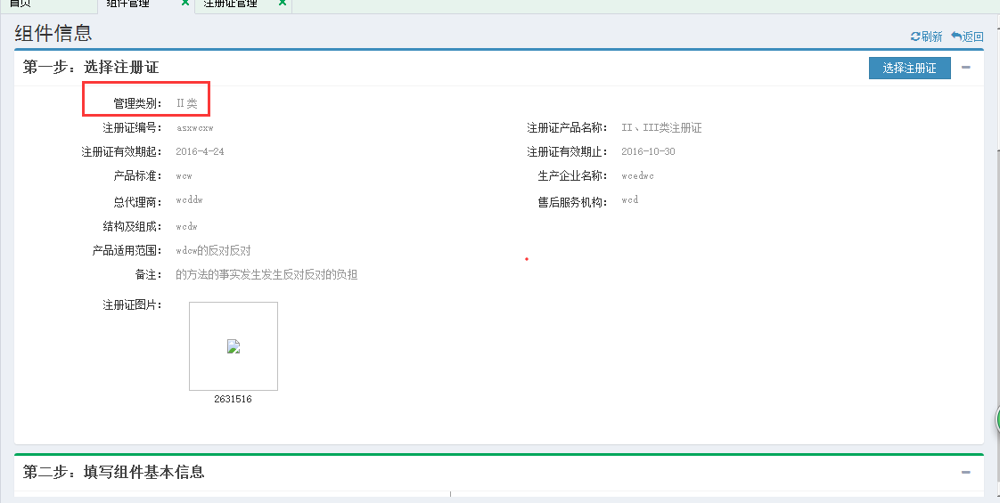 首页 组件管理 × 注册证管理 ×
组件信息
刷新 返回
第一步：选择注册证
选择注册证
管理类别： II 类
注册证编号： asxwcxw 注册证产品名称： II、III类注册证
注册证有效期起： 2016-4-24 注册证有效期止： 2016-10-30
产品标准： wcw 生产企业名称： wcedwc
总代理商： wcddw 售后服务机构： wcd
结构及组成： wcdw
产品适用范围： wdcw的反对反对
备注： 的方法的事实发生发生反对反对的负担
注册证图片：
2631516
第二步：填写组件基本信息